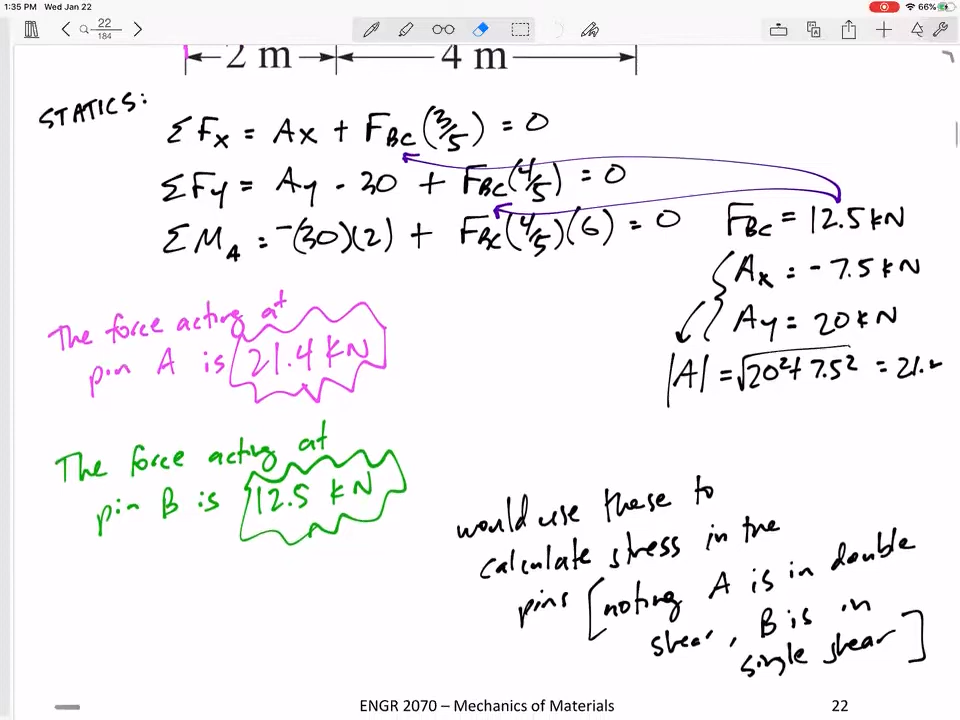 1:35 PM Wed Jan 22
66%
22
184
2 m
4 m
STATICS:
ΣFx = Ax + FBC(3/5) = 0
ΣFy = Ay - 30 + FBC(4/5) = 0
ΣMA = -(30)(2) + FBC(4/5)(6) = 0
FBC = 12.5 kN
Ax = -7.5 kN
Ay = 20 kN
|A| = √20² + 7.5² = 21.4
The force acting at
pin A is 21.4 kN
The force acting at
pin B is 12.5 kN
would use these to
calculate stress in the
pins [noting A is in double
shear, B is in
single shear]
ENGR 2070 – Mechanics of Materials
22